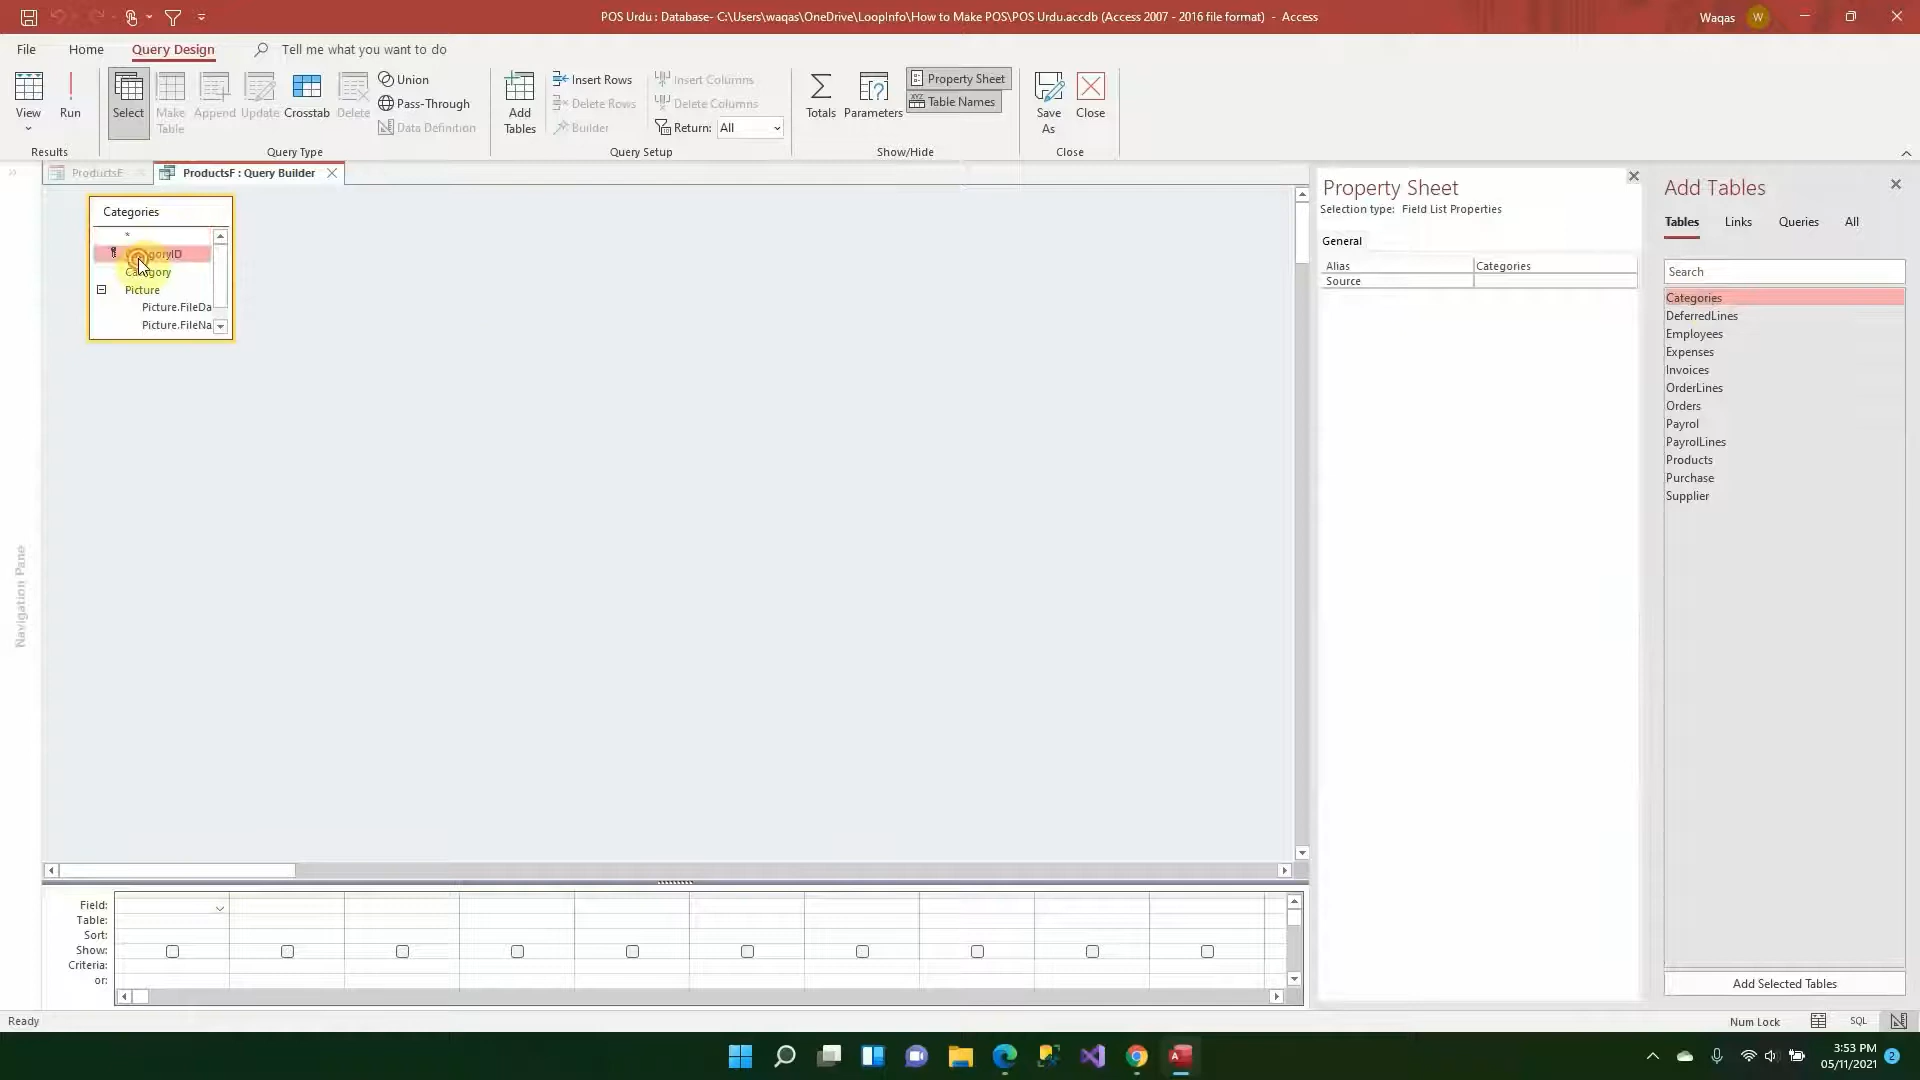 POS Urdu : Database- C:\Users\waqas\OneDrive\LoopInfo\How to Make POS\POS Urdu.accdb (Access 2007 - 2016 file format) - Access
Waqas
W
File
Home
Query Design
Tell me what you want to do
View
Run
Select
Make Table
Append
Update
Crosstab
Delete
Union
Pass-Through
Data Definition
Add Tables
Insert Rows
Delete Rows
Builder
Insert Columns
Delete Columns
Return:
All
Totals
Parameters
Property Sheet
Table Names
Save As
Close
Results
Query Type
Query Setup
Show/Hide
Close
ProductsF
ProductsF : Query Builder
Categories
*
CategoryID
Category
Picture
Picture.FileDa
Picture.FileNa
Navigation Pane
Property Sheet
Selection type: Field List Properties
General
Alias
Categories
Source
Add Tables
Tables
Links
Queries
All
Search
Categories
DeferredLines
Employees
Expenses
Invoices
OrderLines
Orders
Payrol
PayrolLines
Products
Purchase
Supplier
Add Selected Tables
Field:
Table:
Sort:
Show:
Criteria:
or:
Ready
Num Lock
SQL
3:53 PM
05/11/2021
2